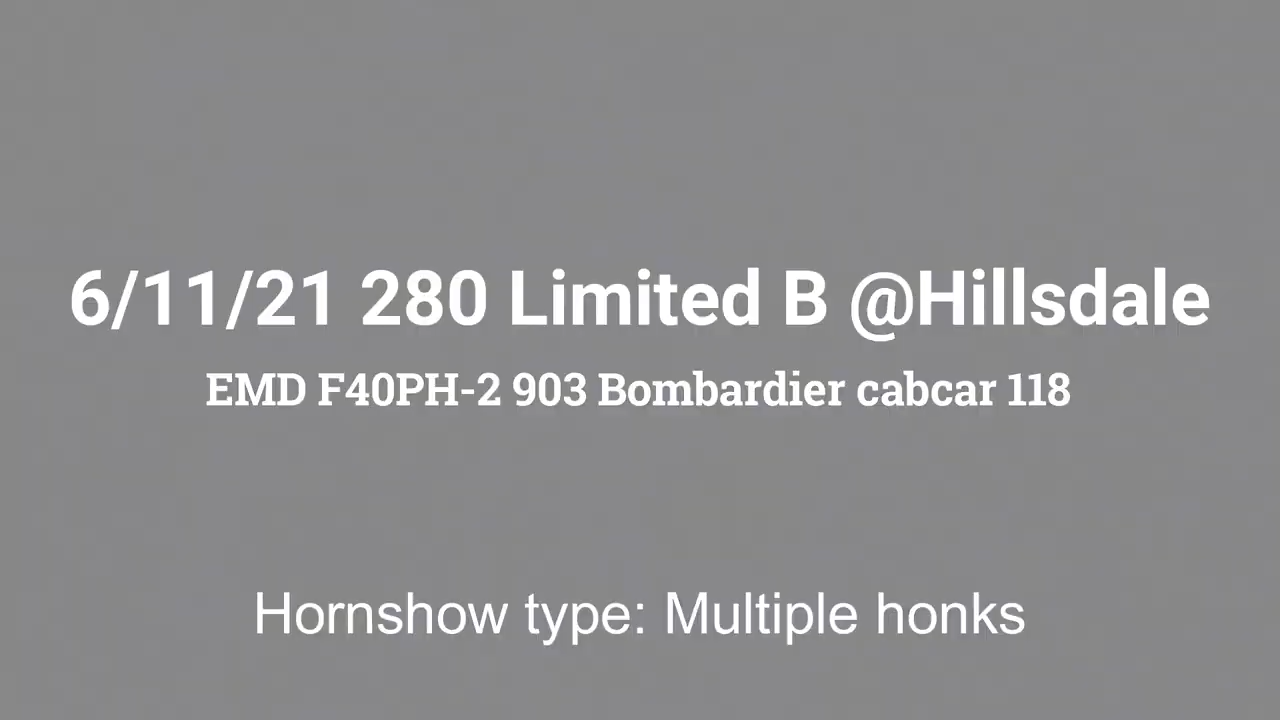 6/11/21 280 Limited B @Hillsdale
EMD F40PH-2 903 Bombardier cabcar 118
Hornshow type: Multiple honks